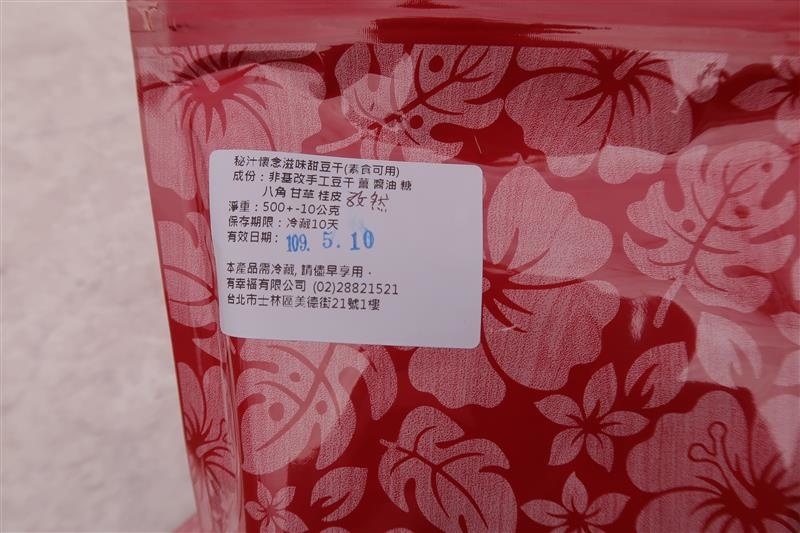 秘汁懷念滋味甜豆干(素食可用)
成份：非基改手工豆干 薑 醬油 糖
八角 甘草 桂皮 孜然
淨重：500+-10公克
保存期限：冷藏10天
有效日期：109. 5. 10
本產品需冷藏, 請儘早享用．
有幸福有限公司 (02)28821521
台北市士林區美德街21號1樓